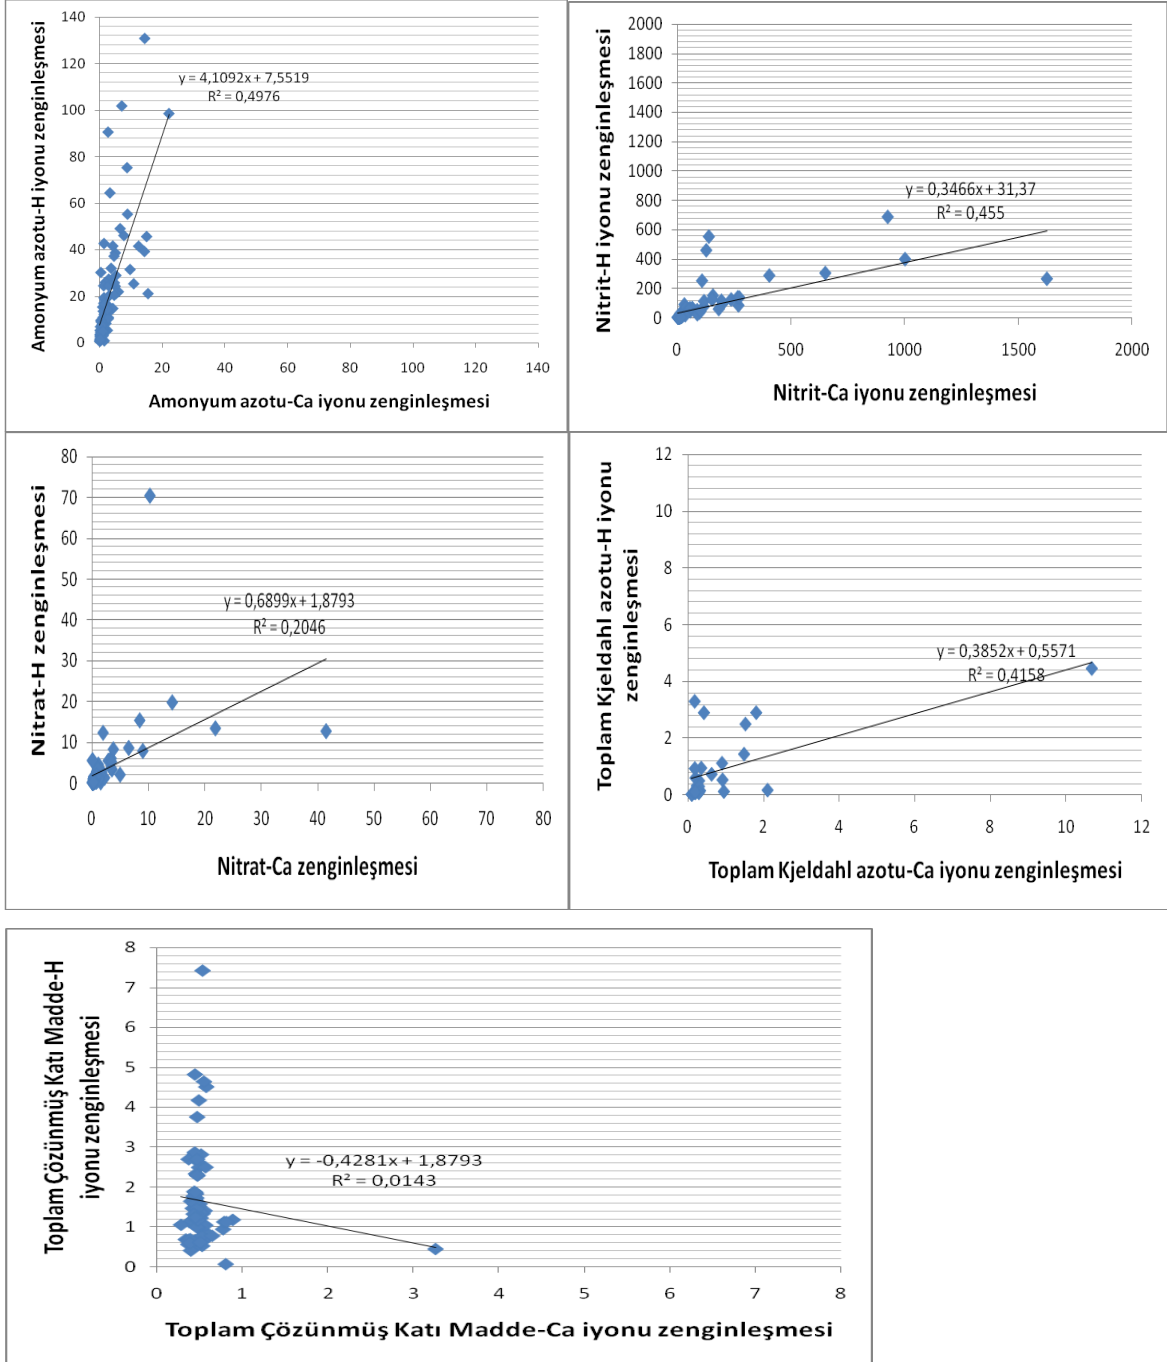 Amonyum azotu-H iyonu zenginleşmesi
140
120
100
80
60
40
20
0
y = 4,1092x + 7,5519
R² = 0,4976
0 20 40 60 80 100 120 140
Amonyum azotu-Ca iyonu zenginleşmesi
Nitrit-H iyonu zenginleşmesi
2000
1800
1600
1400
1200
1000
800
600
400
200
0
y = 0,3466x + 31,37
R² = 0,455
0 500 1000 1500 2000
Nitrit-Ca iyonu zenginleşmesi
Nitrat-H zenginleşmesi
80
70
60
50
40
30
20
10
0
y = 0,6899x + 1,8793
R² = 0,2046
0 10 20 30 40 50 60 70 80
Nitrat-Ca zenginleşmesi
Toplam Kjeldahl azotu-H iyonu
zenginleşmesi
12
10
8
6
4
2
0
y = 0,3852x + 0,5571
R² = 0,4158
0 2 4 6 8 10 12
Toplam Kjeldahl azotu-Ca iyonu zenginleşmesi
Toplam Çözünmüş Katı Madde-H
iyonu zenginleşmesi
8
7
6
5
4
3
2
1
0
y = -0,4281x + 1,8793
R² = 0,0143
0 1 2 3 4 5 6 7 8
Toplam Çözünmüş Katı Madde-Ca iyonu zenginleşmesi